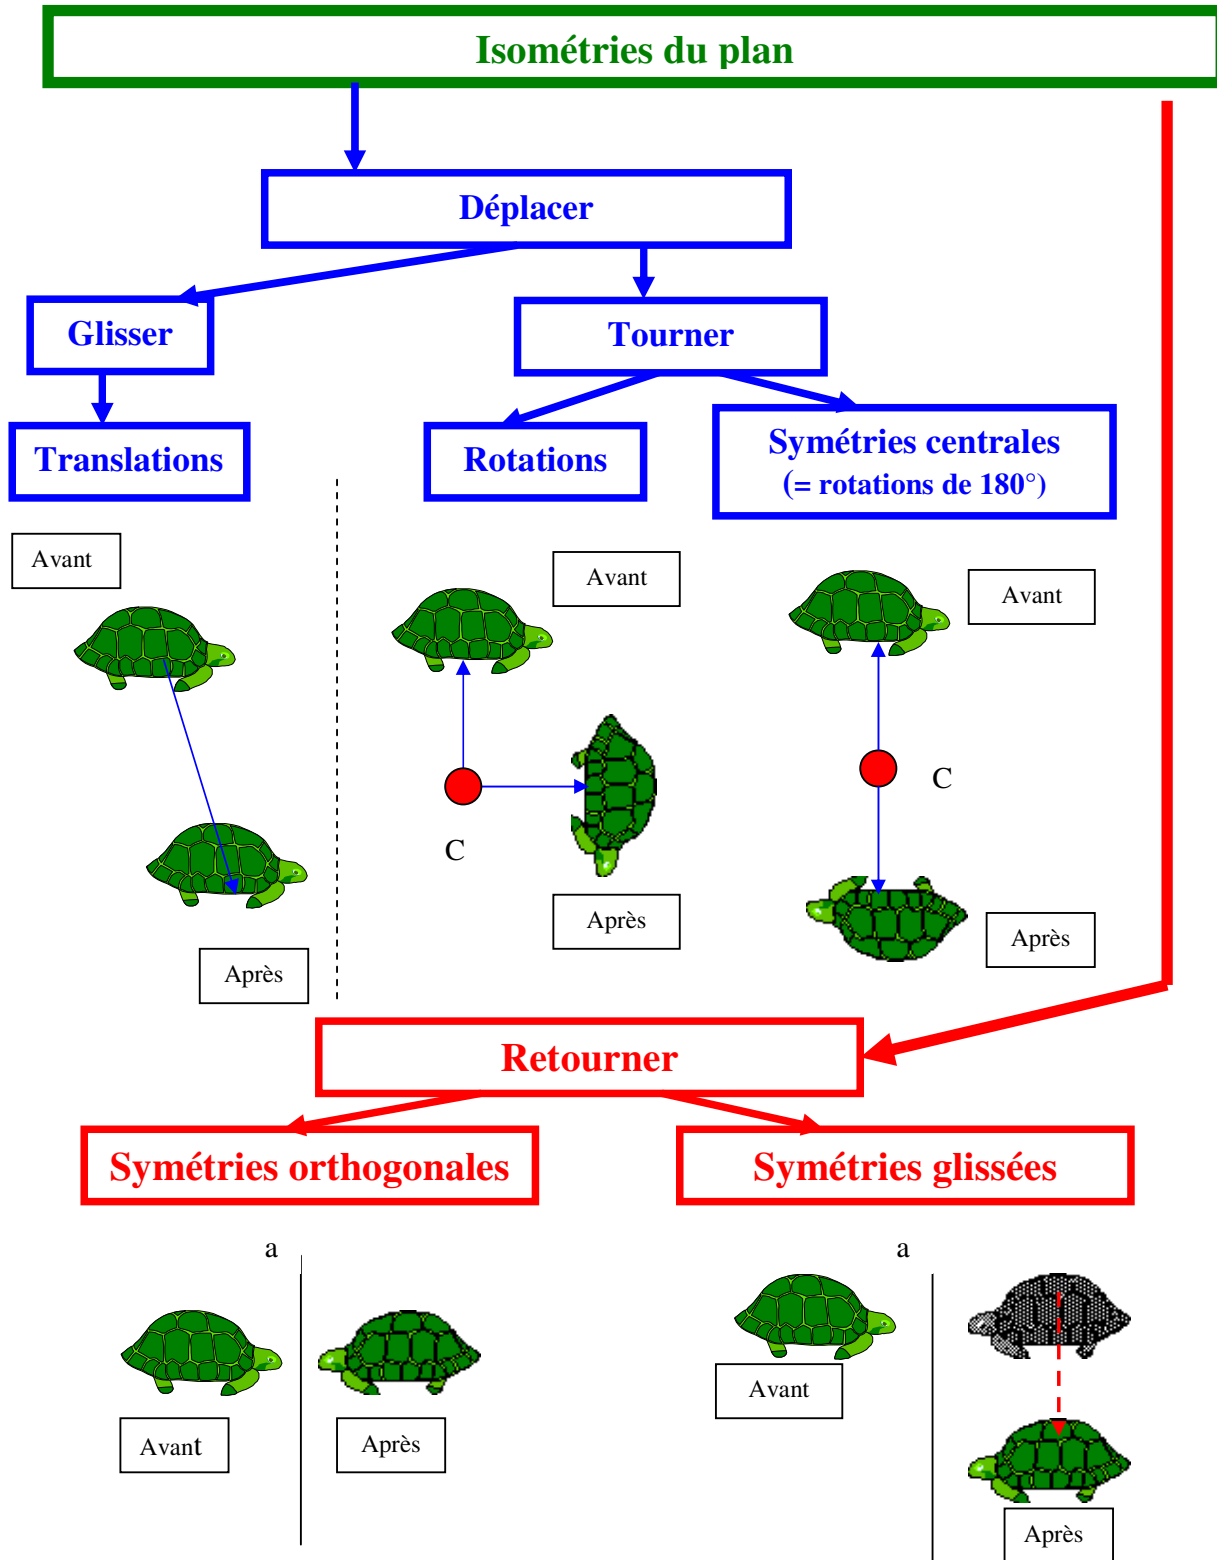 Isométries du plan
Déplacer
Glisser
Tourner
Translations
Rotations
Symétries centrales
(= rotations de 180°)
Avant
Avant
Avant
C
C
Après
Après
Après
Retourner
Symétries orthogonales
Symétries glissées
a
a
Avant
Après
Avant
Après